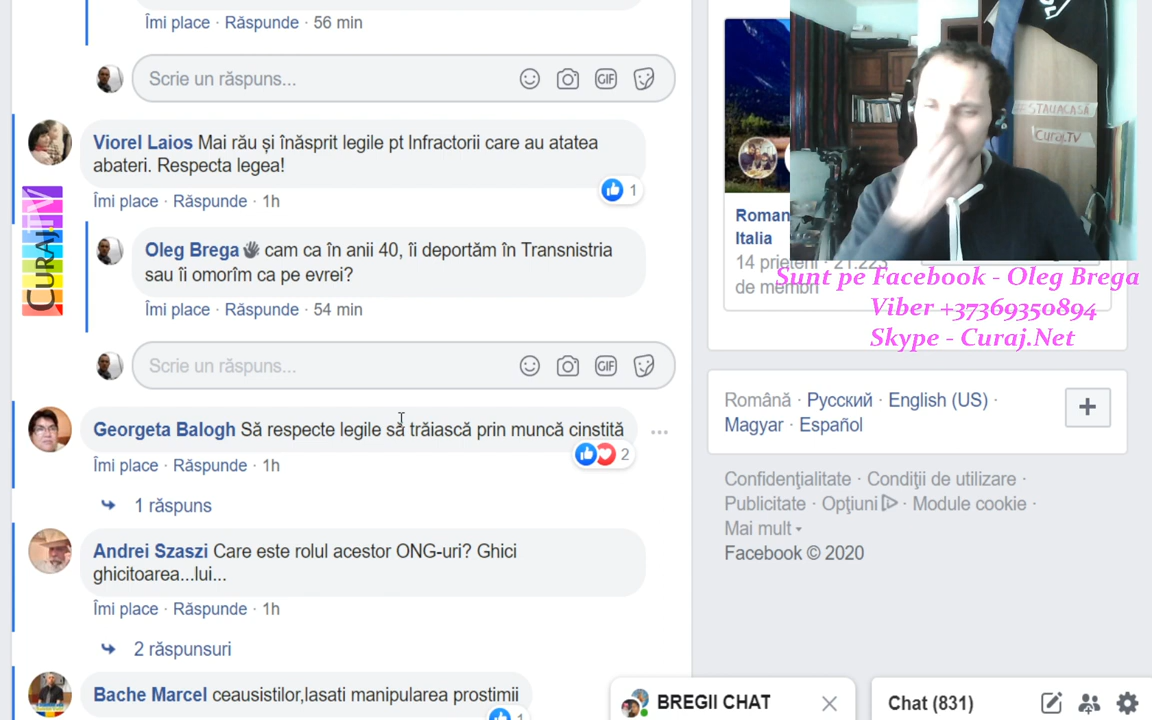 Îmi place · Răspunde · 56 min
Scrie un răspuns...
GIF
Viorel Laios Mai rău și înăsprit legile pt Infractorii care au atatea
abateri. Respecta legea!
1
Îmi place · Răspunde · 1h
CURAJ.TV
Oleg Brega cam ca în anii 40, îi deportăm în Transnistria
sau îi omorîm ca pe evrei?
Îmi place · Răspunde · 54 min
Scrie un răspuns...
GIF
Georgeta Balogh Să respecte legile să trăiască prin muncă cinstită
2
Îmi place · Răspunde · 1h
1 răspuns
Andrei Szaszi Care este rolul acestor ONG-uri? Ghici
ghicitoarea...lui...
Îmi place · Răspunde · 1h
2 răspunsuri
Bache Marcel ceausistilor,lasati manipularea prostimii
1
STAUACASĂ
Curaj.TV
Roman
Italia
14 prieteni · 21.223
de membri
Sunt pe Facebook - Oleg Brega
Viber +37369350894
Skype - Curaj.Net
Română · Русский · English (US) ·
Magyar · Español
Confidenţialitate · Condiţii de utilizare ·
Publicitate · Opţiuni · Module cookie ·
Mai mult
Facebook © 2020
BREGII CHAT
Chat (831)